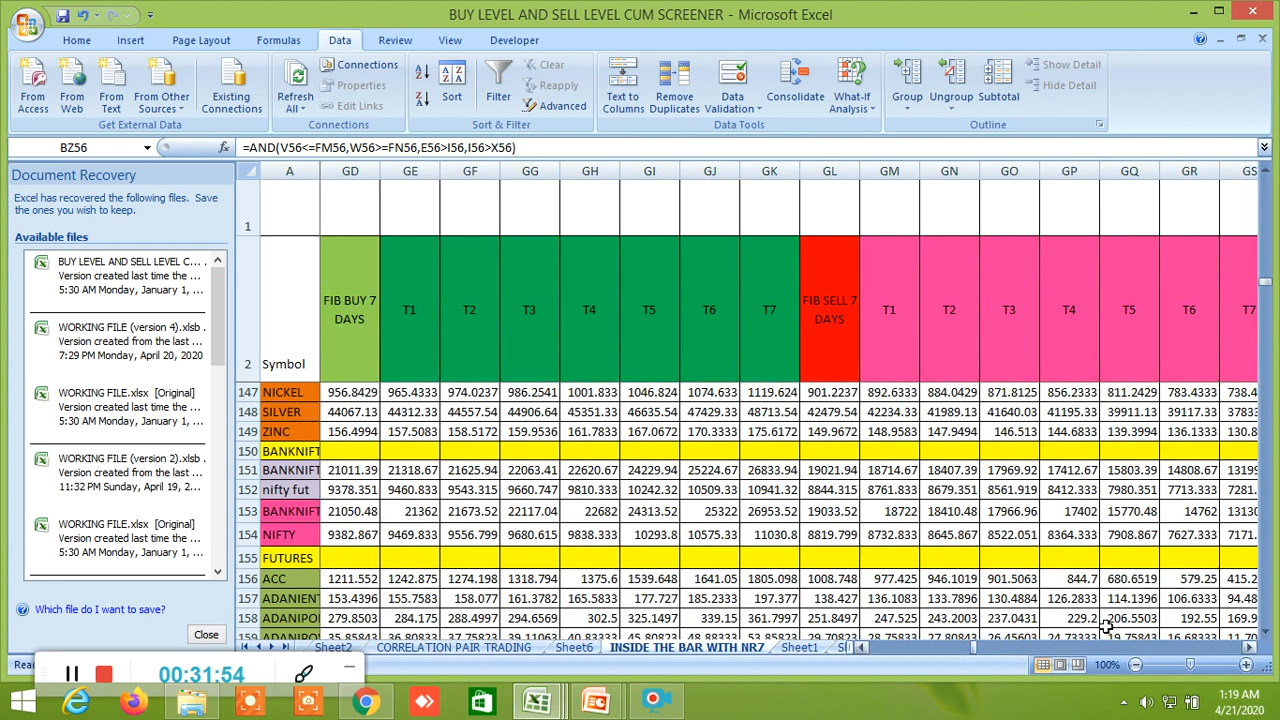 BUY LEVEL AND SELL LEVEL CUM SCREENER - Microsoft Excel
Home Insert Page Layout Formulas Data Review View Developer
From Access
From Web
From Text
From Other Sources
Existing Connections
Get External Data
Refresh All
Connections
Properties
Edit Links
Connections
Sort
Filter
Clear
Reapply
Advanced
Sort & Filter
Text to Columns
Remove Duplicates
Data Validation
Consolidate
What-If Analysis
Data Tools
Group
Ungroup
Subtotal
Show Detail
Hide Detail
Outline
BZ56 fx =AND(V56<=FM56,W56>=FN56,E56>I56,I56>X56)
Document Recovery
Excel has recovered the following files. Save the ones you wish to keep.
Available files
BUY LEVEL AND SELL LEVEL C...
Version created last time the ...
5:30 AM Monday, January 1, ...
WORKING FILE (version 4).xlsb .
Version created from the last ...
7:29 PM Monday, April 20, 2020
WORKING FILE.xlsx [Original]
Version created last time the ...
5:30 AM Monday, January 1, ...
WORKING FILE (version 2).xlsb .
Version created from the last ...
11:32 PM Sunday, April 19, 2...
WORKING FILE.xlsx [Original]
Version created last time the ...
5:30 AM Monday, January 1, ...
Which file do I want to save?
Close
A GD GE GF GG GH GI GJ GK GL GM GN GO GP GQ GR GS
1
2 Symbol FIB BUY 7 DAYS T1 T2 T3 T4 T5 T6 T7 FIB SELL 7 DAYS T1 T2 T3 T4 T5 T6 T7
147 NICKEL 956.8429 965.4333 974.0237 986.2541 1001.833 1046.824 1074.633 1119.624 901.2237 892.6333 884.0429 871.8125 856.2333 811.2429 783.4333 738.4
148 SILVER 44067.13 44312.33 44557.54 44906.64 45351.33 46635.54 47429.33 48713.54 42479.54 42234.33 41989.13 41640.03 41195.33 39911.13 39117.33 37833
149 ZINC 156.4994 157.5083 158.5172 159.9536 161.7833 167.0672 170.3333 175.6172 149.9672 148.9583 147.9494 146.513 144.6833 139.3994 136.1333 130.8
150 BANKNIFT
151 BANKNIFT 21011.39 21318.67 21625.94 22063.41 22620.67 24229.94 25224.67 26833.94 19021.94 18714.67 18407.39 17969.92 17412.67 15803.39 14808.67 13199
152 nifty fut 9378.351 9460.833 9543.315 9660.747 9810.333 10242.32 10509.33 10941.32 8844.315 8761.833 8679.351 8561.919 8412.333 7980.351 7713.333 7281.
153 BANKNIFT 21050.48 21362 21673.52 22117.04 22682 24313.52 25322 26953.52 19033.52 18722 18410.48 17966.96 17402 15770.48 14762 13130
154 NIFTY 9382.867 9469.833 9556.799 9680.615 9838.333 10293.8 10575.33 11030.8 8819.799 8732.833 8645.867 8522.051 8364.333 7908.867 7627.333 7171.
155 FUTURES
156 ACC 1211.552 1242.875 1274.198 1318.794 1375.6 1539.648 1641.05 1805.098 1008.748 977.425 946.1019 901.5063 844.7 680.6519 579.25 415.2
157 ADANIENT 153.4396 155.7583 158.077 161.3782 165.5833 177.727 185.2333 197.377 138.427 136.1083 133.7896 130.4884 126.2833 114.1396 106.6333 94.48
158 ADANIPO 279.8503 284.175 288.4997 294.6569 302.5 325.1497 339.15 361.7997 251.8497 247.525 243.2003 237.0431 229.2 206.5503 192.55 169.9
Sheet2 CORRELATION PAIR TRADING Sheet6 INSIDE THE BAR WITH NR7 Sheet1
100%
00:31:54
1:19 AM
4/21/2020